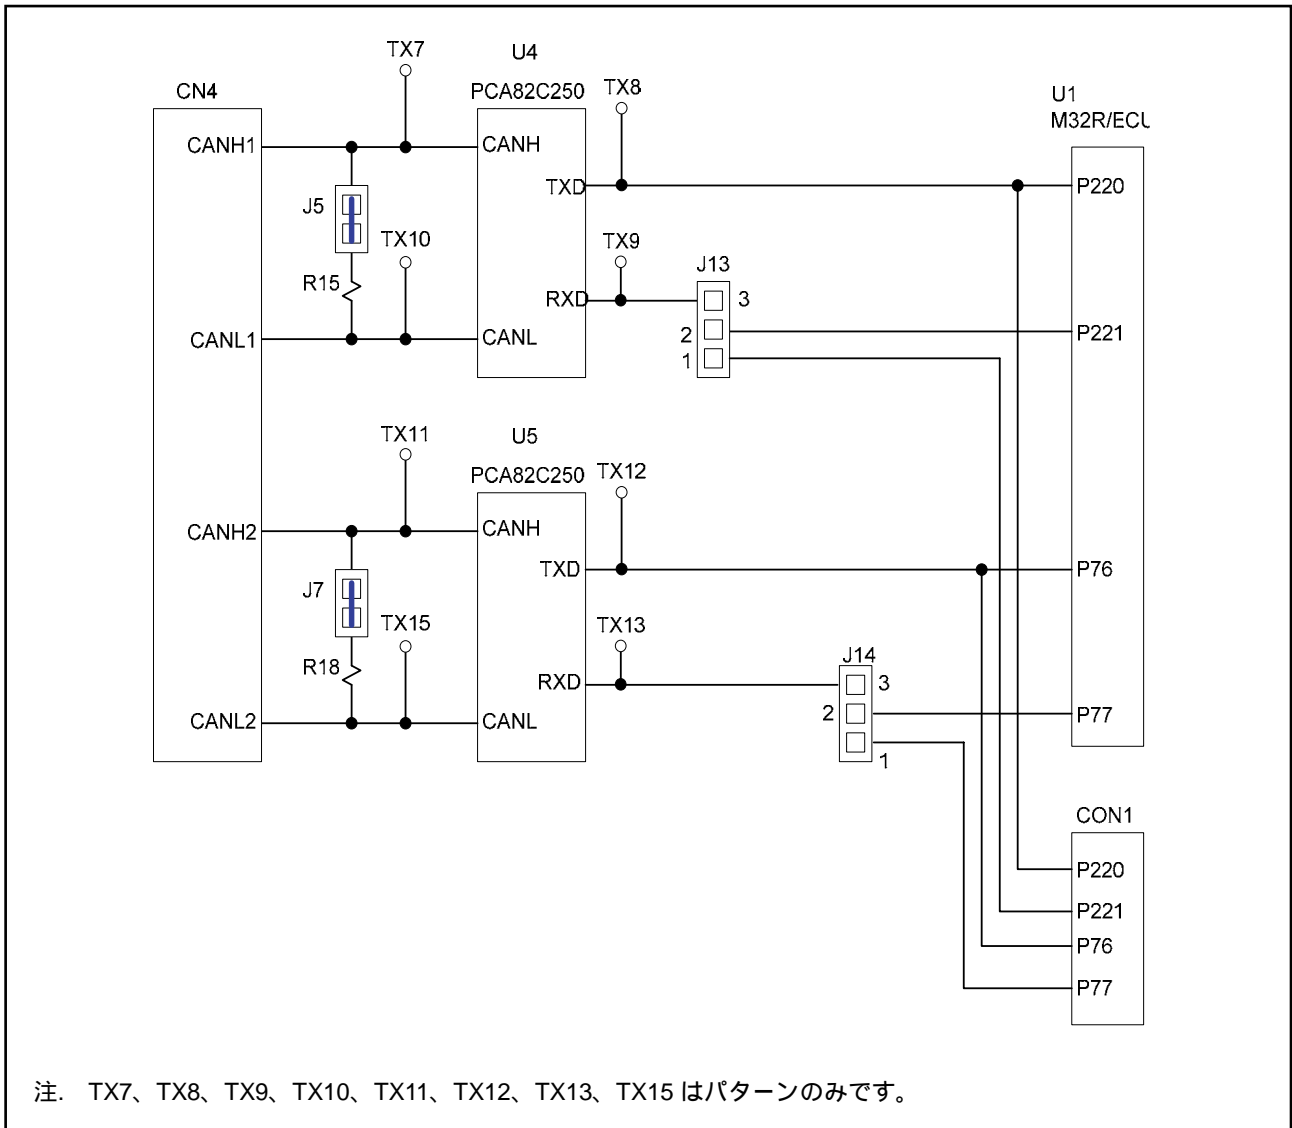 TX7
U4
PCA82C250
TX8
CN4
U1
M32R/ECU
CANH1
CANH
TXD
P220
J5
TX10
TX9
J13
R15
RXD
3
2
1
CANL1
CANL
P221
TX11
U5
PCA82C250
TX12
CANH2
CANH
TXD
P76
J7
TX15
TX13
J14
R18
RXD
3
2
1
CANL2
CANL
P77
CON1
P220
P221
P76
P77
注. TX7、TX8、TX9、TX10、TX11、TX12、TX13、TX15 はパターンのみです。